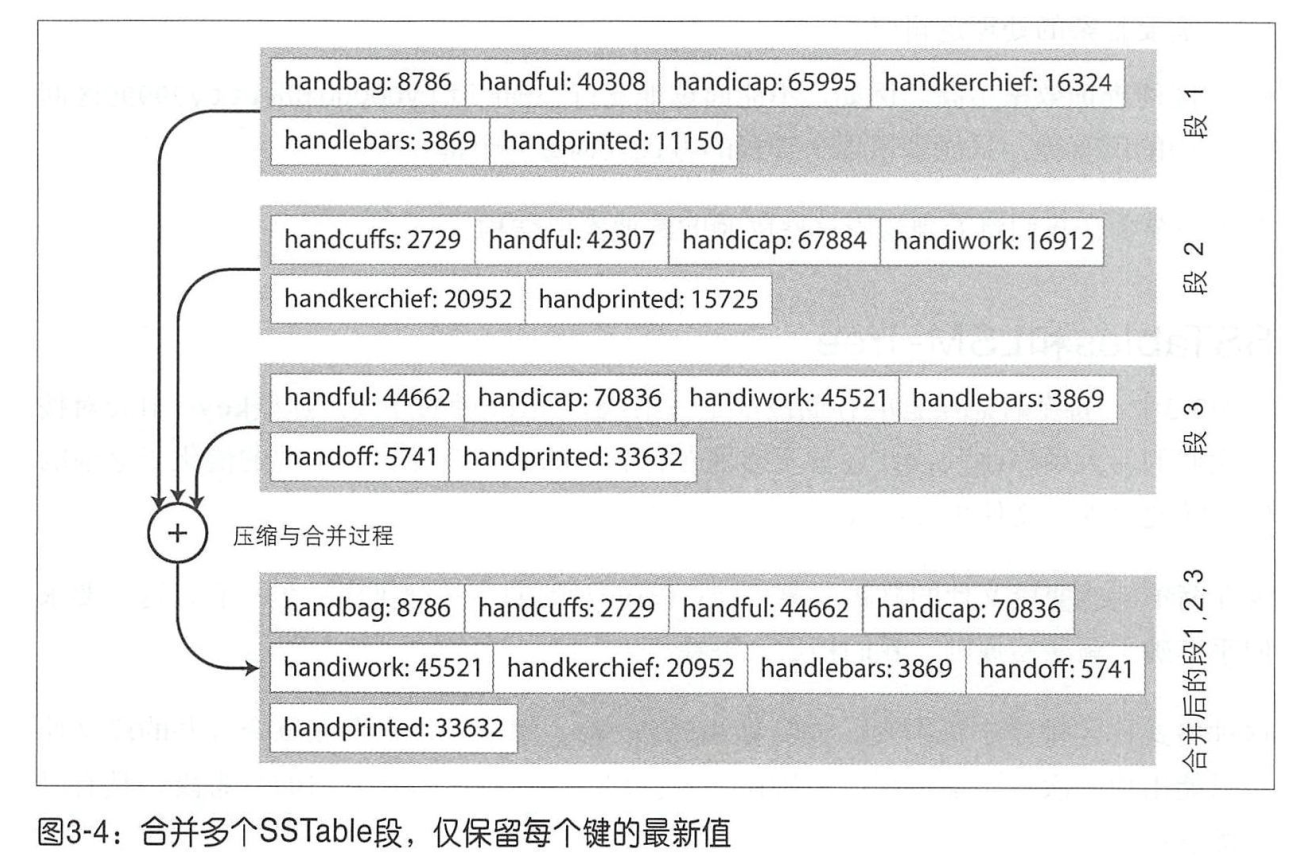 handbag: 8786 handful: 40308 handicap: 65995 handkerchief: 16324
handlebars: 3869 handprinted: 11150
段 1
handcuffs: 2729 handful: 42307 handicap: 67884 handiwork: 16912
handkerchief: 20952 handprinted: 15725
段 2
handful: 44662 handicap: 70836 handiwork: 45521 handlebars: 3869
handoff: 5741 handprinted: 33632
段 3
+
压缩与合并过程
handbag: 8786 handcuffs: 2729 handful: 44662 handicap: 70836
handiwork: 45521 handkerchief: 20952 handlebars: 3869 handoff: 5741
handprinted: 33632
合并后的段1, 2, 3
图3-4：合并多个SSTable段，仅保留每个键的最新值